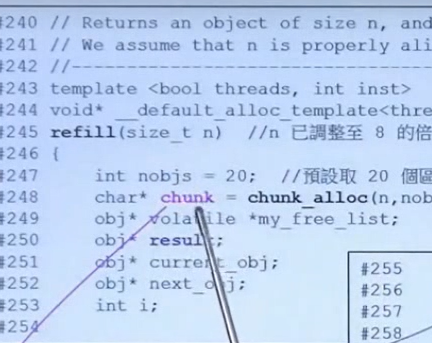 #240 // Returns an object of size n, and
#241 // We assume that n is properly ali
#242 //
#243 template <bool threads, int inst>
#244 void* __default_alloc_template<thre
#245 refill(size_t n) //n 已調整至 8 的倍
#246 {
#247 int nobjs = 20; //預設取 20 個區
#248 char* chunk = chunk_alloc(n,nob
#249 obj* volatile *my_free_list;
#250 obj* result;
#251 obj* current_obj;
#252 obj* next_obj;
#253 int i;
#254
#255
#256
#257
#258